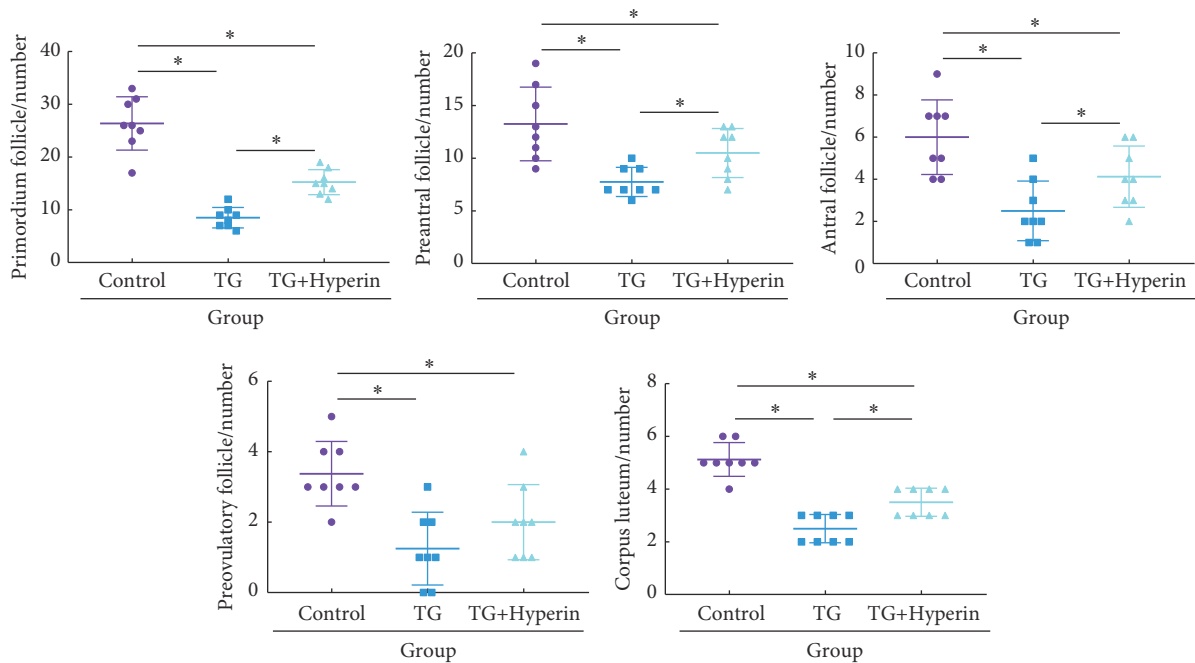 Primordium follicle/number
40
30
20
10
0
*
*
*
Control TG TG+Hyperin
Group
Preantral follicle/number
20
15
10
5
0
*
*
*
Control TG TG+Hyperin
Group
Antral follicle/number
10
8
6
4
2
0
*
*
*
Control TG TG+Hyperin
Group
Preovulatory follicle/number
6
4
2
0
*
*
Control TG TG+Hyperin
Group
Corpus luteum/number
8
6
4
2
0
*
*
*
Control TG TG+Hyperin
Group